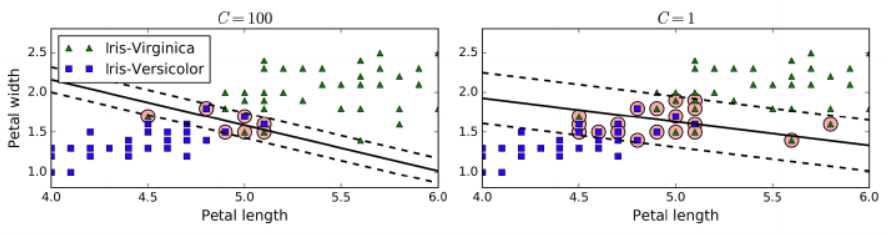 C = 100
C = 1
Iris-Virginica
Iris-Versicolor
Petal width
2.5
2.0
1.5
1.0
4.0 4.5 5.0 5.5 6.0
Petal length
2.5
2.0
1.5
1.0
4.0 4.5 5.0 5.5 6.0
Petal length